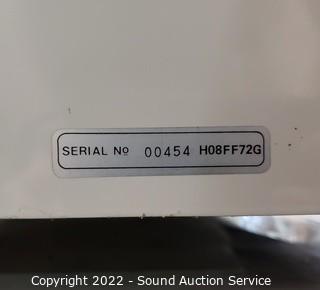 SERIAL Nº 00454 H08FF72G
Copyright 2022 - Sound Auction Service